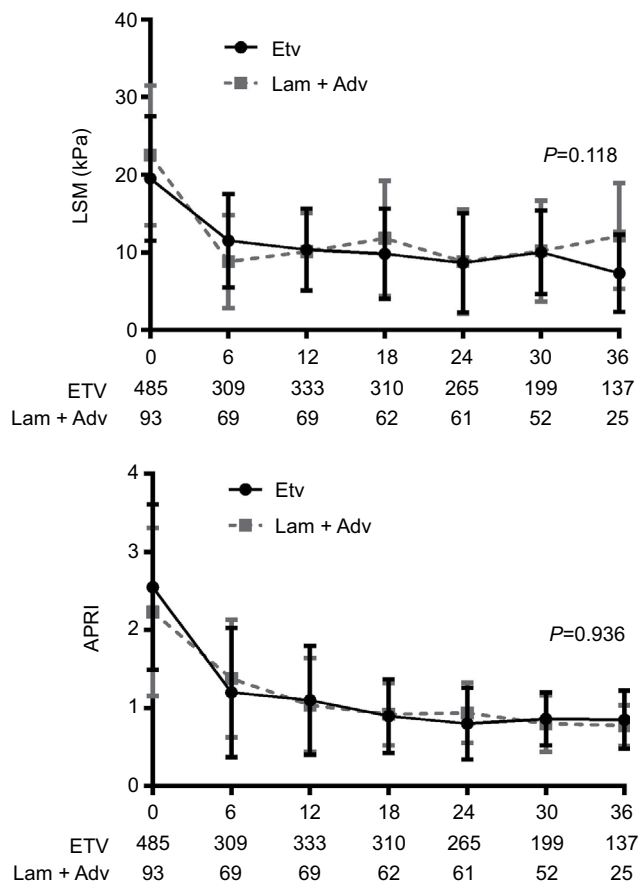 40
30
20
10
0
LSM (kPa)
Etv
Lam + Adv
P=0.118
0 6 12 18 24 30 36
ETV 485 309 333 310 265 199 137
Lam + Adv 93 69 69 62 61 52 25
4
3
2
1
0
APRI
Etv
Lam + Adv
P=0.936
0 6 12 18 24 30 36
ETV 485 309 333 310 265 199 137
Lam + Adv 93 69 69 62 61 52 25